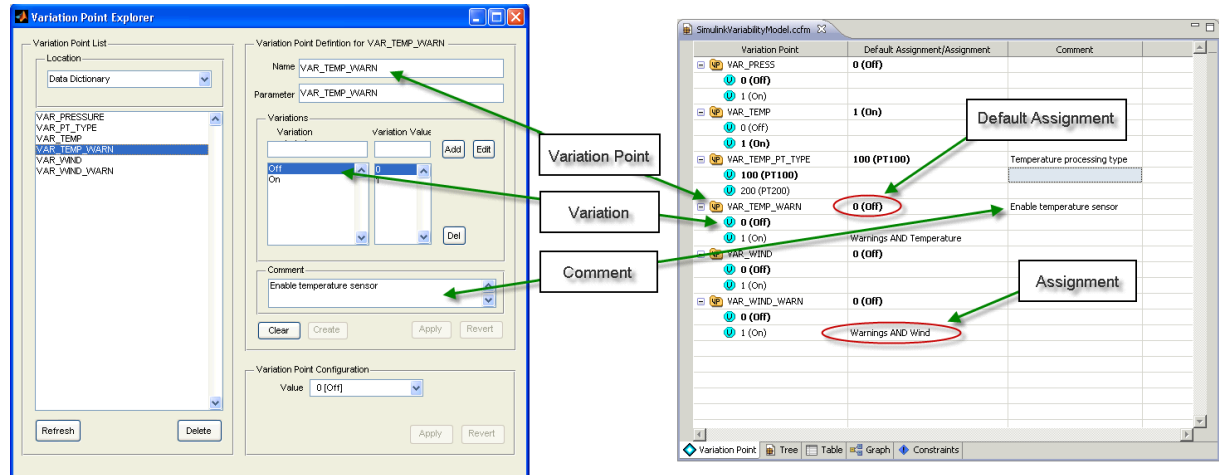 Variation Point Explorer
Variation Point List
Location
Data Dictionary
VAR_PRESSURE
VAR_PT_TYPE
VAR_TEMP
VAR_TEMP_WARN
VAR_WIND
VAR_WIND_WARN
Refresh
Delete
Variation Point Defintion for VAR_TEMP_WARN
Name VAR_TEMP_WARN
Parameter VAR_TEMP_WARN
Variations
Variation
Variation Value
Add Edit
Off 0
On 1
Del
Comment
Enable temperature sensor
Clear Create Apply Revert
Variation Point Configuration
Value 0 [Off]
Apply Revert
Variation Point
Variation
Comment
SimulinkVariabilityModel.ccfm
Variation Point Default Assignment/Assignment Comment
VP VAR_PRESS 0 (Off)
V 0 (Off)
V 1 (On)
VP VAR_TEMP 1 (On)
V 0 (Off)
V 1 (On)
VP VAR_TEMP_PT_TYPE 100 (PT100) Temperature processing type
V 100 (PT100)
V 200 (PT200)
VP VAR_TEMP_WARN 0 (Off) Enable temperature sensor
V 0 (Off)
V 1 (On) Warnings AND Temperature
VP VAR_WIND 0 (Off)
V 0 (Off)
V 1 (On)
VP VAR_WIND_WARN 0 (Off)
V 0 (Off)
V 1 (On) Warnings AND Wind
Default Assignment
Assignment
Variation Point Tree Table Graph Constraints